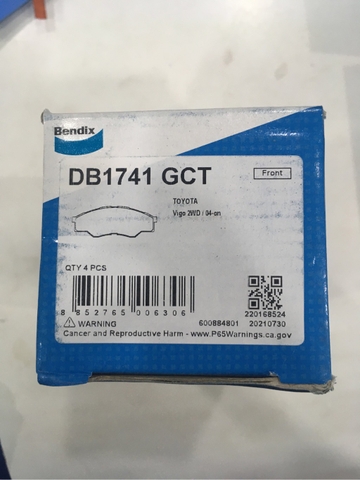 Bendix
DB1741 GCT
Front
TOYOTA
Vigo 2WD / 04-on
QTY 4 PCS
8 852765 006306
220168524
WARNING
600884801 20210730
Cancer and Reproductive Harm - www.P65Warnings.ca.gov